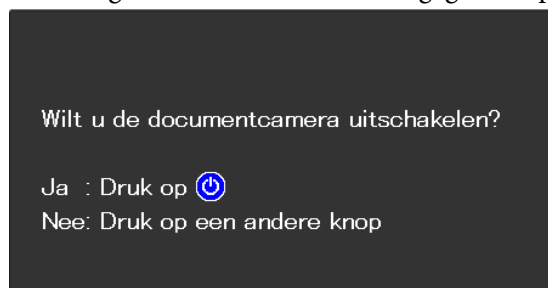 Wilt u de documentcamera uitschakelen?
Ja : Druk op
Nee: Druk op een andere knop